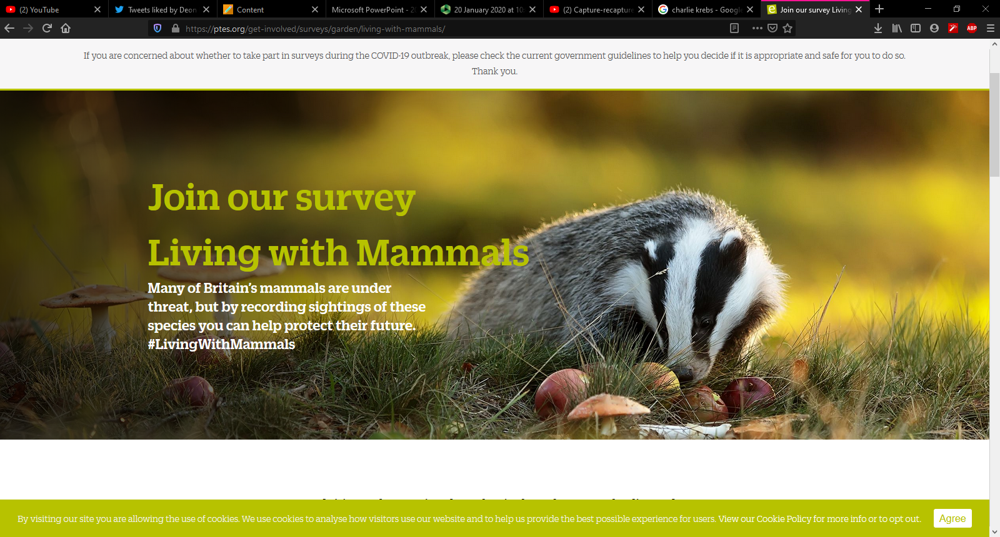 (2) YouTube
Tweets liked by Deon
Content
Microsoft PowerPoint - 2
20 January 2020 at 10:
(2) Capture-recapture
charlie krebs - Google
Join our survey Living
https://ptes.org/get-involved/surveys/garden/living-with-mammals/
ABP
If you are concerned about whether to take part in surveys during the COVID-19 outbreak, please check the current government guidelines to help you decide if it is appropriate and safe for you to do so.
Thank you.
Join our survey
Living with Mammals
Many of Britain's mammals are under
threat, but by recording sightings of these
species you can help protect their future.
#LivingWithMammals
By visiting our site you are allowing the use of cookies. We use cookies to analyse how visitors use our website and to help us provide the best possible experience for users. View our Cookie Policy for more info or to opt out.
Agree